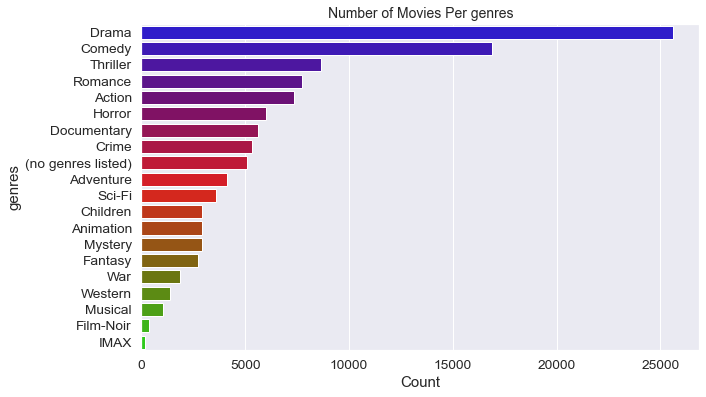 Number of Movies Per genres
genres
Drama
Comedy
Thriller
Romance
Action
Horror
Documentary
Crime
(no genres listed)
Adventure
Sci-Fi
Children
Animation
Mystery
Fantasy
War
Western
Musical
Film-Noir
IMAX
0 5000 10000 15000 20000 25000
Count